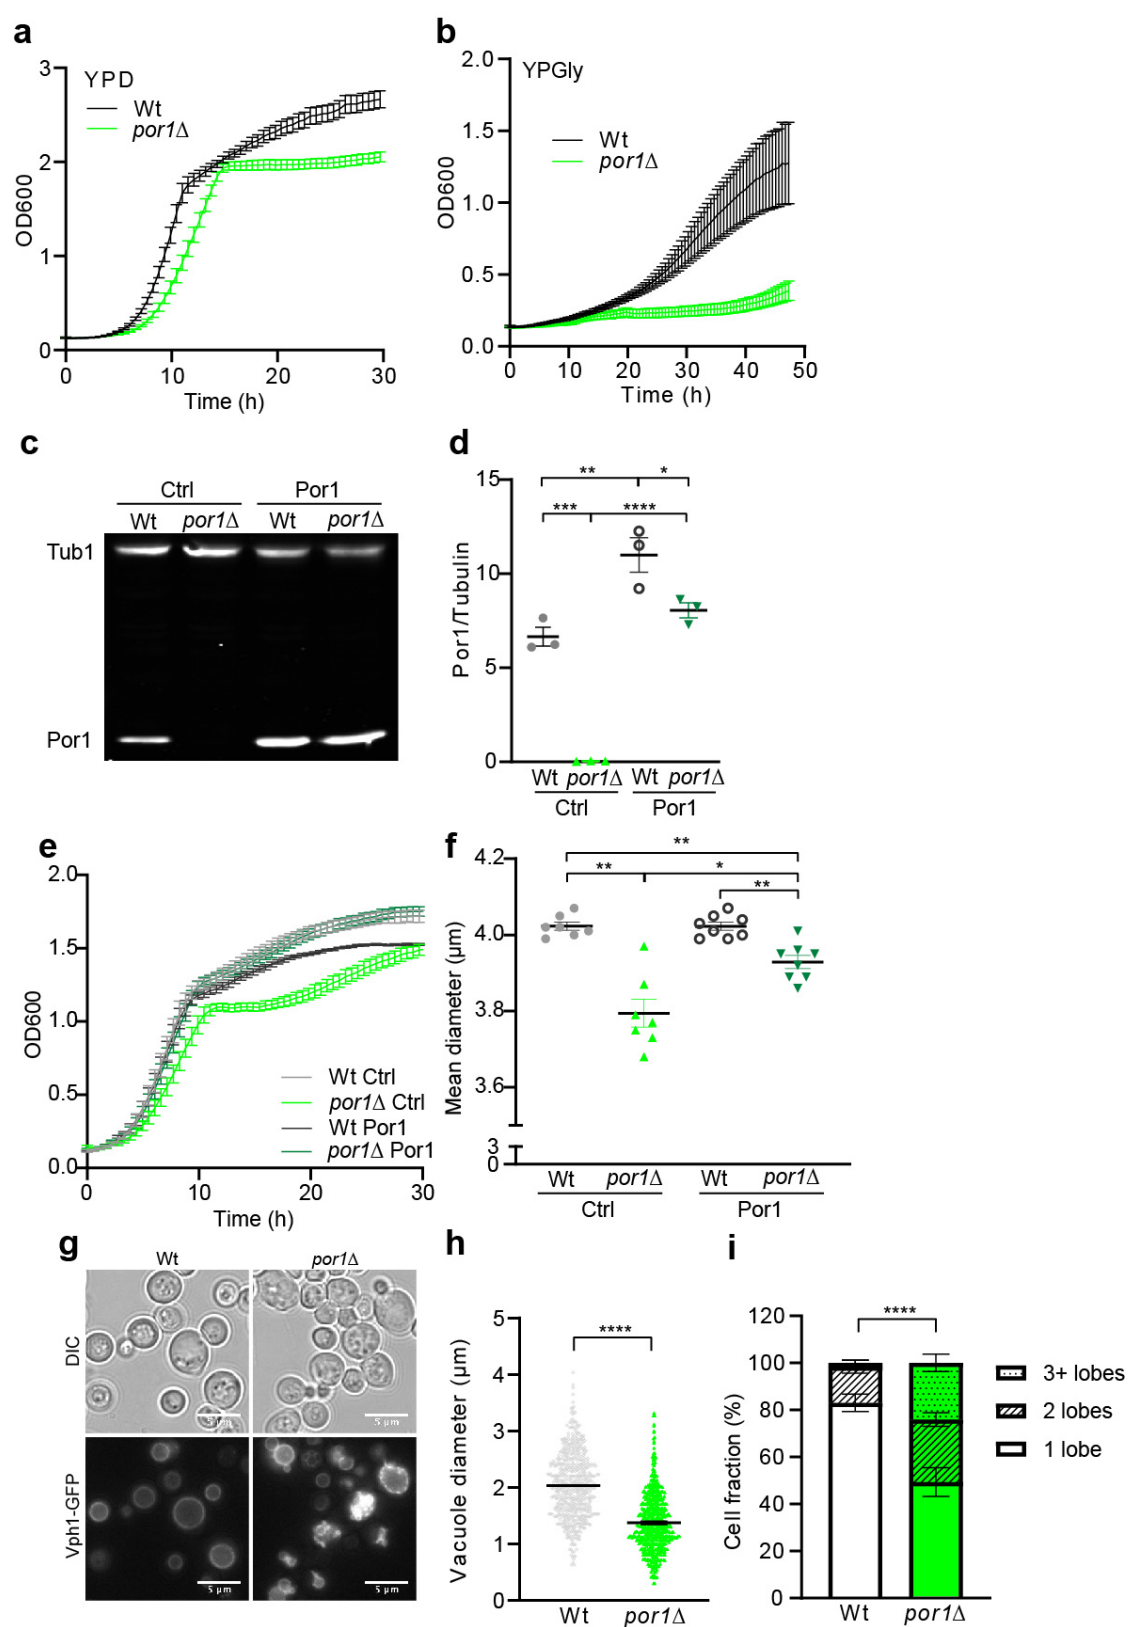 a
YPD
Wt
por1Δ
3
2
1
0
OD600
0 10 20 30
Time (h)
b
YPGly
Wt
por1Δ
2.0
1.5
1.0
0.5
0.0
OD600
0 10 20 30 40 50
Time (h)
c
Ctrl Por1
Wt por1Δ Wt por1Δ
Tub1
Por1
d
** *
*** ****
15
10
5
0
Por1/Tubulin
Wt por1Δ Wt por1Δ
Ctrl Por1
e
2.0
1.5
1.0
0.5
0.0
OD600
Wt Ctrl
por1Δ Ctrl
Wt Por1
por1Δ Por1
0 10 20 30
Time (h)
f
**
** *
**
4.2
4.0
3.8
3.6
3
0
Mean diameter (µm)
Wt por1Δ Wt por1Δ
Ctrl Por1
g
Wt por1Δ
DIC
5 µm 5 µm
Vph1-GFP
5 µm 5 µm
h
****
5
4
3
2
1
0
Vacuole diameter (µm)
Wt por1Δ
i
****
120
100
80
60
40
20
0
Cell fraction (%)
Wt por1Δ
3+ lobes
2 lobes
1 lobe